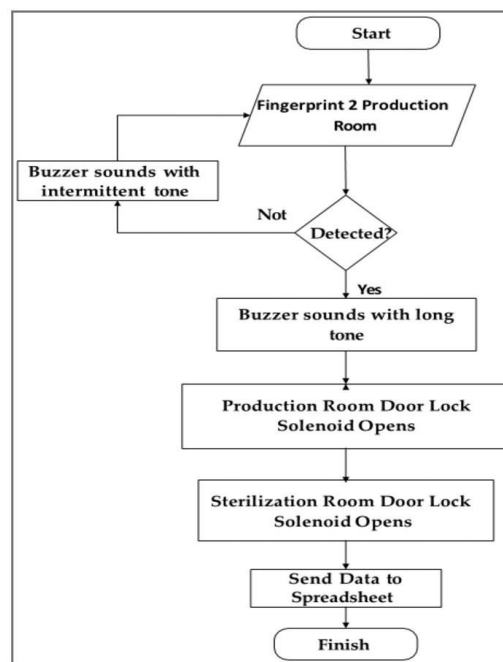 Start
Fingerprint 2 Production
Room
Buzzer sounds with
intermittent tone
Not
Detected?
Yes
Buzzer sounds with long
tone
Production Room Door Lock
Solenoid Opens
Sterilization Room Door Lock
Solenoid Opens
Send Data to
Spreadsheet
Finish